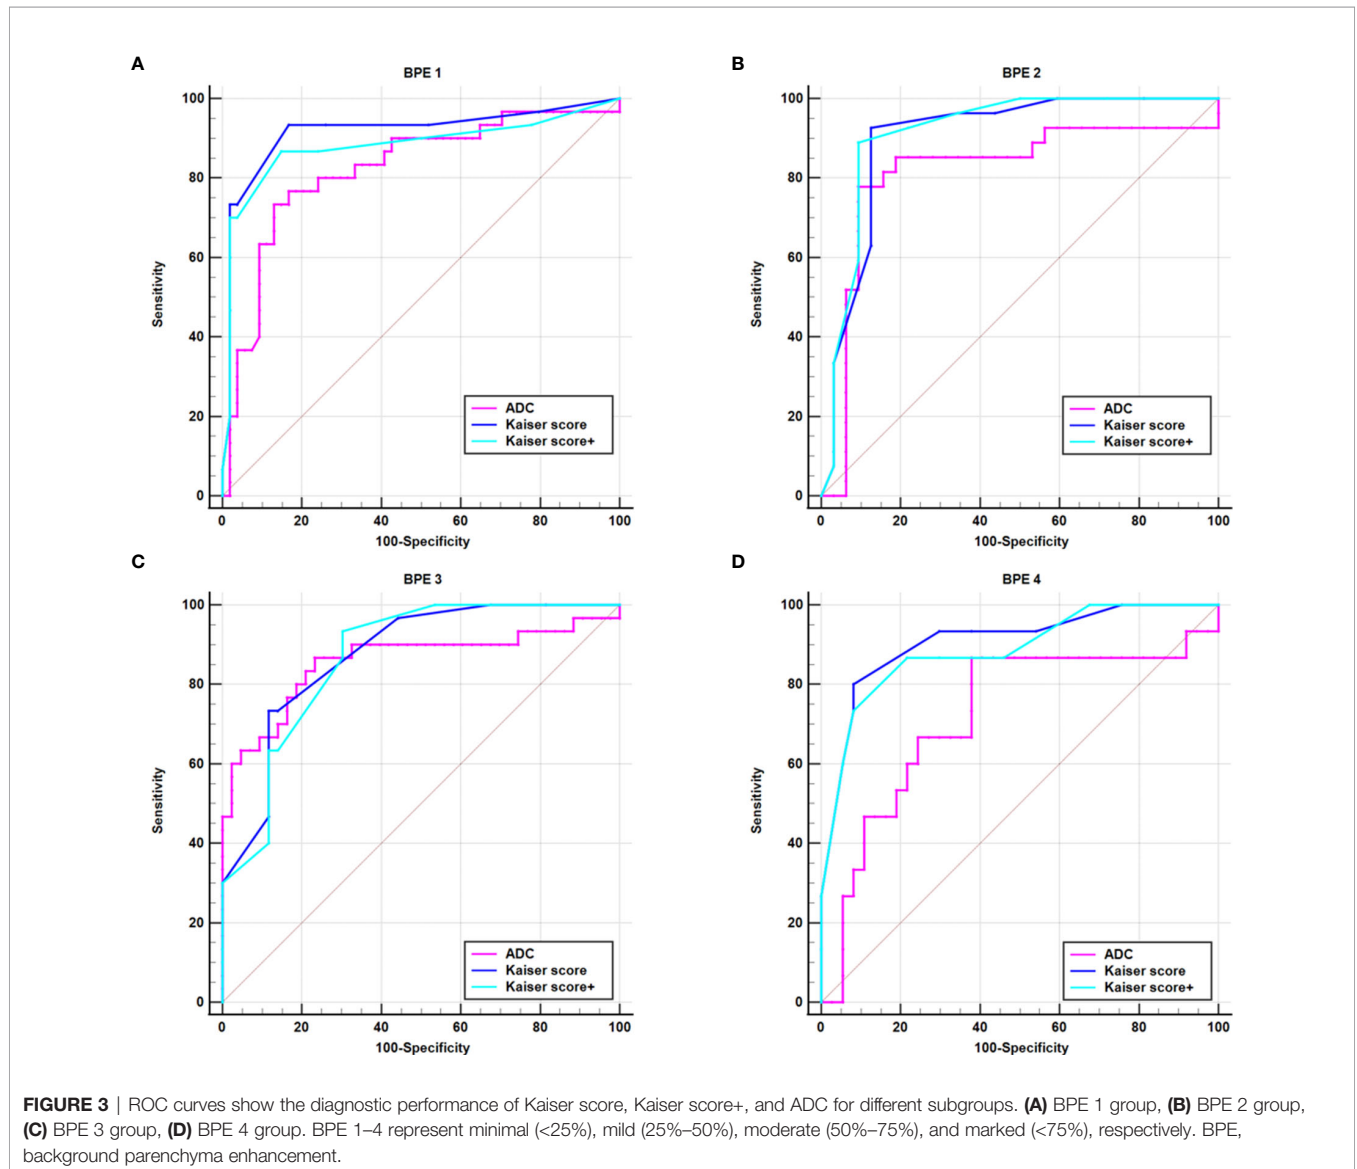 A
BPE 1
100
80
60
40
20
0
Sensitivity
ADC
Kaiser score
Kaiser score+
0 20 40 60 80 100
100-Specificity
B
BPE 2
100
80
60
40
20
0
Sensitivity
ADC
Kaiser score
Kaiser score+
0 20 40 60 80 100
100-Specificity
C
BPE 3
100
80
60
40
20
0
Sensitivity
ADC
Kaiser score
Kaiser score+
0 20 40 60 80 100
100-Specificity
D
BPE 4
100
80
60
40
20
0
Sensitivity
ADC
Kaiser score
Kaiser score+
0 20 40 60 80 100
100-Specificity
FIGURE 3 | ROC curves show the diagnostic performance of Kaiser score, Kaiser score+, and ADC for different subgroups. (A) BPE 1 group, (B) BPE 2 group,
(C) BPE 3 group, (D) BPE 4 group. BPE 1–4 represent minimal (<25%), mild (25%–50%), moderate (50%–75%), and marked (<75%), respectively. BPE,
background parenchyma enhancement.